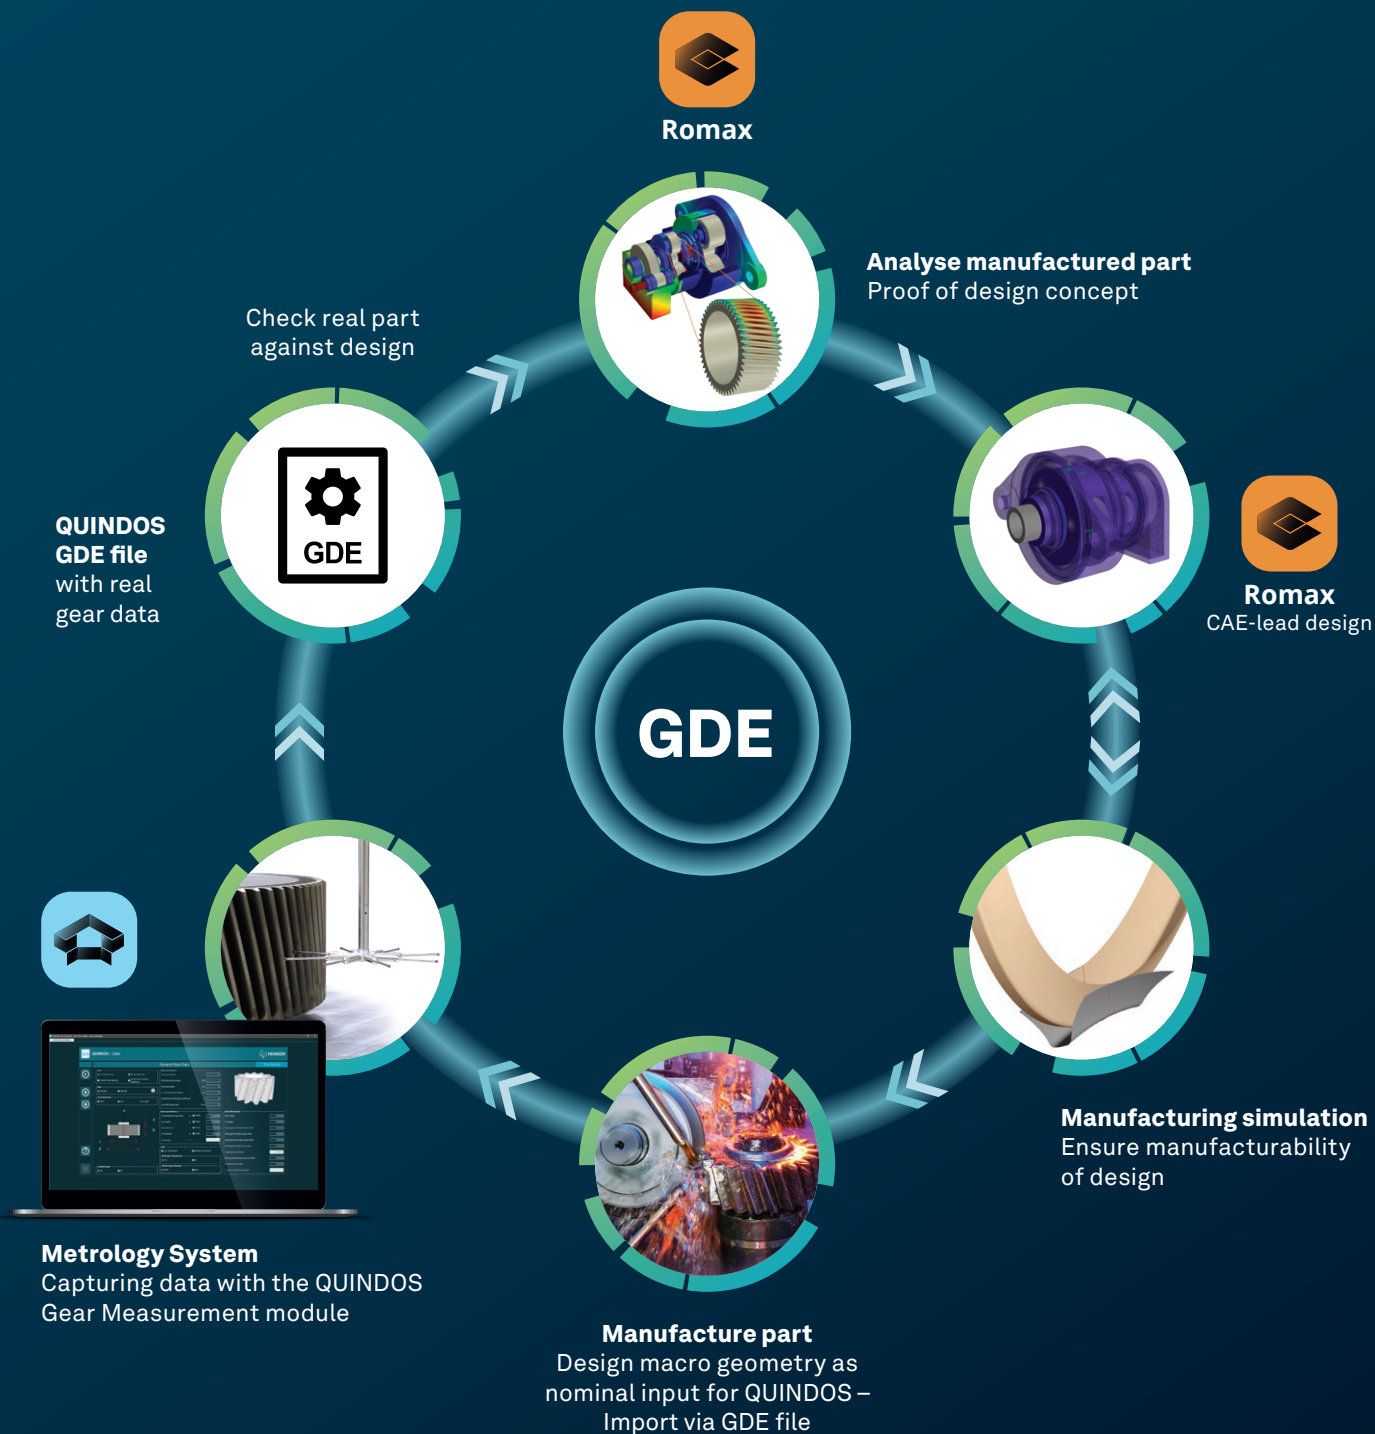 Romax
Analyse manufactured part
Proof of design concept
Check real part
against design
GDE
QUINDOS
GDE file
with real
gear data
Romax
CAE-lead design
GDE
Manufacturing simulation
Ensure manufacturability
of design
Metrology System
Capturing data with the QUINDOS
Gear Measurement module
Manufacture part
Design macro geometry as
nominal input for QUINDOS –
Import via GDE file